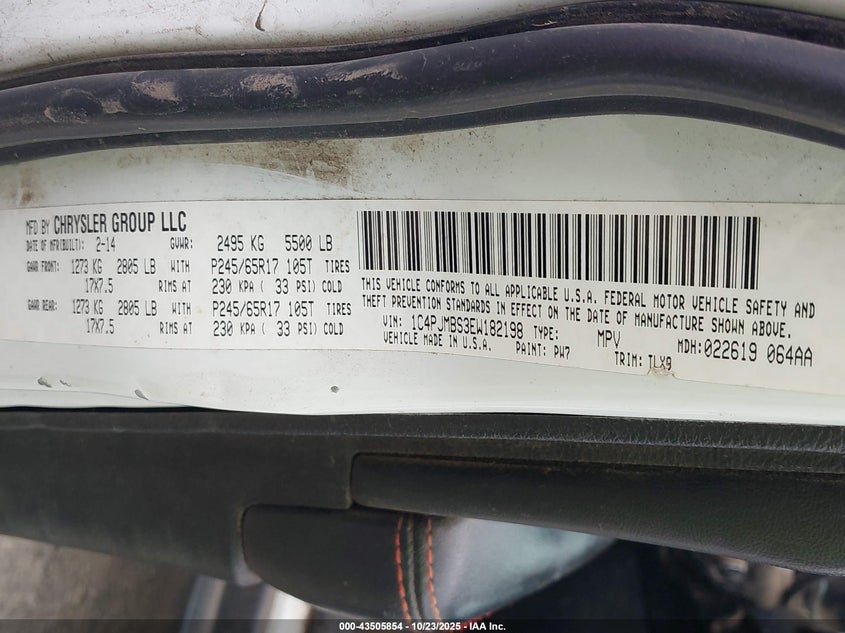 MFD BY CHRYSLER GROUP LLC
DATE OF MFR(BUILT): 2-14 GVWR: 2495 KG 5500 LB
GAWR FRONT: 1273 KG 2805 LB WITH P245/65R17 105T TIRES
17X7.5 RIMS AT 230 KPA ( 33 PSI) COLD
GAWR REAR: 1273 KG 2805 LB WITH P245/65R17 105T TIRES
17X7.5 RIMS AT 230 KPA ( 33 PSI) COLD
THIS VEHICLE CONFORMS TO ALL APPLICABLE U.S.A. FEDERAL MOTOR VEHICLE SAFETY AND
THEFT PREVENTION STANDARDS IN EFFECT ON THE DATE OF MANUFACTURE SHOWN ABOVE.
VIN: 1C4PJMBS3EW182198 TYPE: MPV MDH:022619 064AA
VEHICLE MADE IN U.S.A. PAINT: PW7 TRIM: TLX9
000-43505854 | 10/23/2025 - IAA Inc.